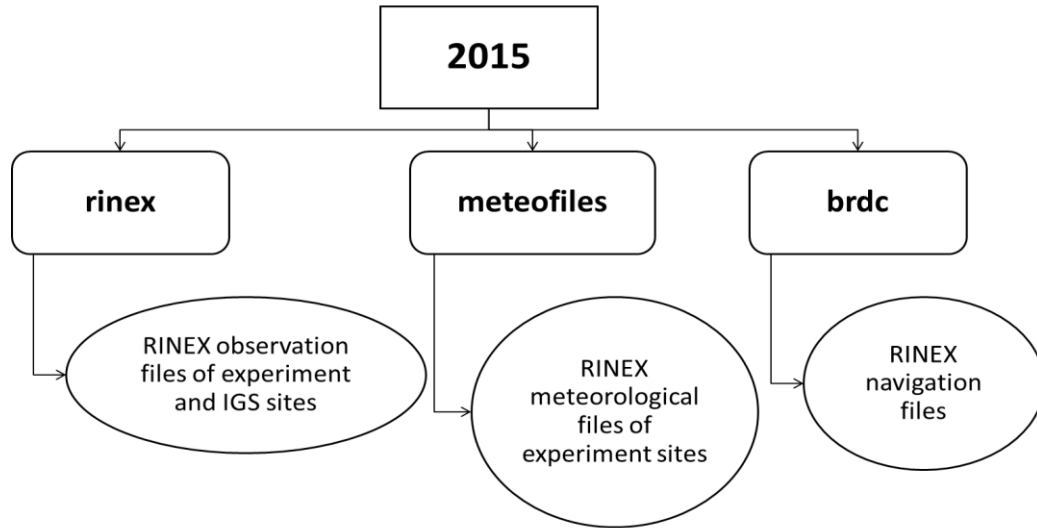 2015
rinex
meteofiles
brdc
RINEX observation
files of experiment
and IGS sites
RINEX
meteorological
files of
experiment sites
RINEX
navigation
files